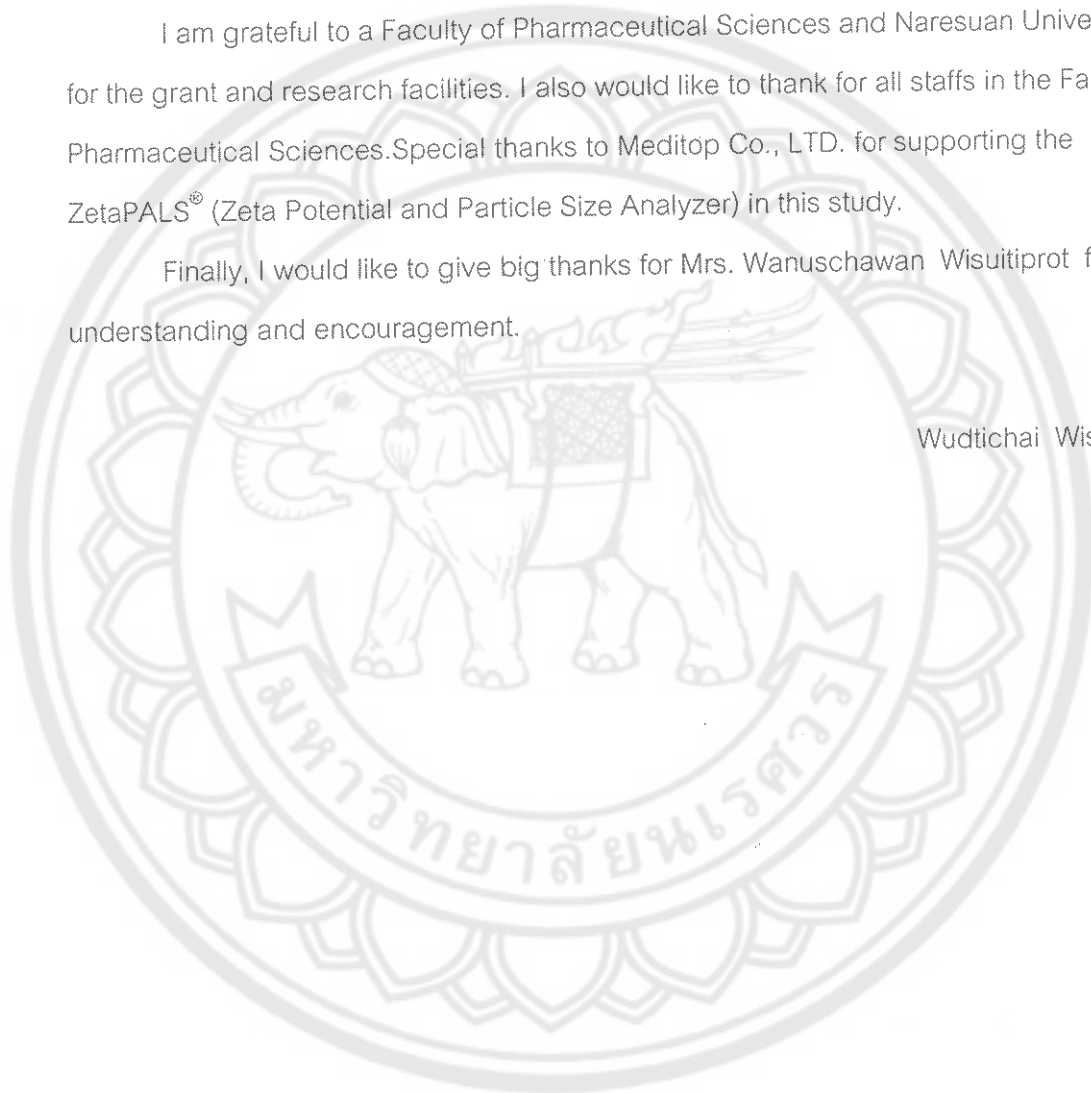 I am grateful to a Faculty of Pharmaceutical Sciences and Naresuan
for the grant and research facilities. I also would like to thank for all staffs in the
Pharmaceutical Sciences.Special thanks to Meditop Co., LTD. for supporting the
ZetaPALS® (Zeta Potential and Particle Size Analyzer) in this study.
Finally, I would like to give big thanks for Mrs. Wanuschawan Wisuitiprot
understanding and encouragement.
Wudtichai
มหาวิทยาลัยนเรศวร